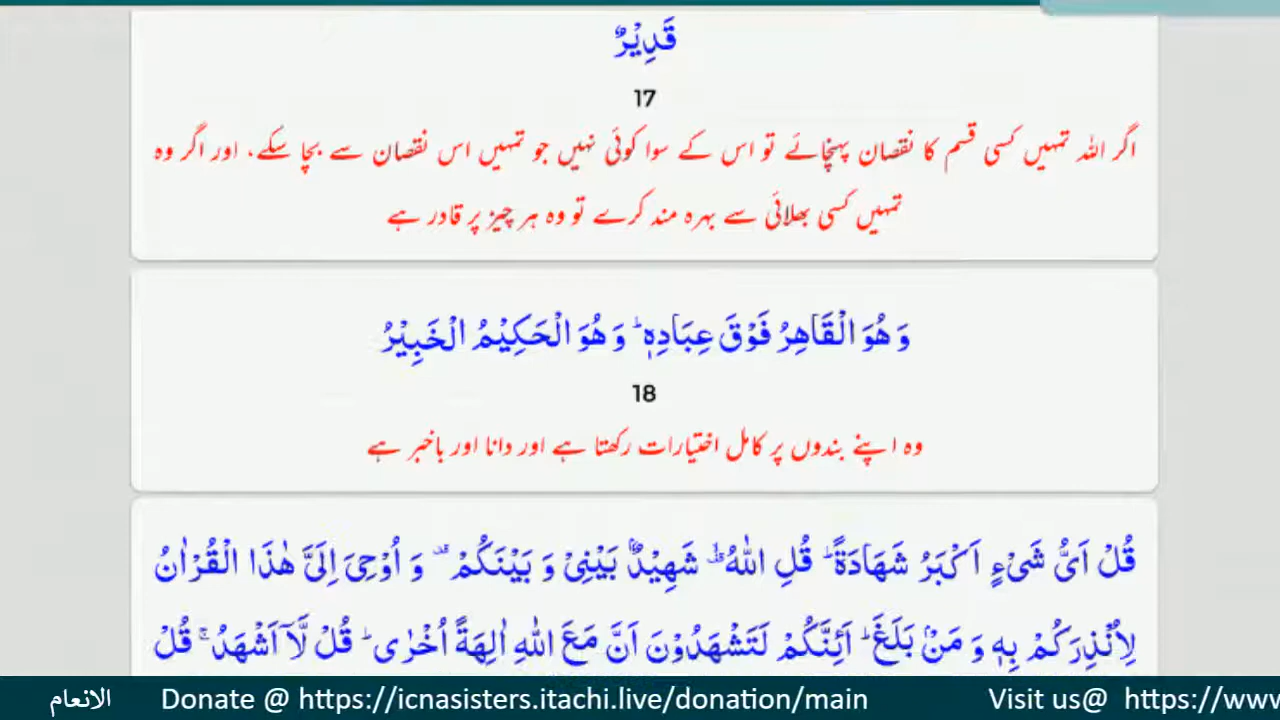 قَدِيْرٌ
17
اگر اللہ تمہیں کسی قسم کا نقصان پہنچائے تو اس کے سوا کوئی نہیں جو تمہیں اس نقصان سے بچا سکے، اور اگر وہ
تمہیں کسی بھلائی سے بہرہ مند کرے تو وہ ہر چیز پر قادر ہے
وَ هُوَ الْقَاهِرُ فَوْقَ عِبَادِهٖ ؕ وَ هُوَ الْحَكِیْمُ الْخَبِیْرُ
18
وہ اپنے بندوں پر کامل اختیارات رکھتا ہے اور دانا اور باخبر ہے
قُلْ اَیُّ شَیْءٍ اَكْبَرُ شَهَادَةً ؕ قُلِ اللّٰهُ ۙ۫ شَهِیْدٌۢ بَیْنِیْ وَ بَیْنَكُمْ ۫ وَ اُوْحِیَ اِلَیَّ هٰذَا الْقُرْاٰنُ
لِاُنْذِرَكُمْ بِهٖ وَ مَنْۢ بَلَغَ ؕ اَىِٕنَّكُمْ لَتَشْهَدُوْنَ اَنَّ مَعَ اللّٰهِ اٰلِهَةً اُخْرٰى ؕ قُلْ لَّاۤ اَشْهَدُ ۚ قُلْ
الانعام Donate @ https://icnasisters.itachi.live/donation/main Visit us@ https://www